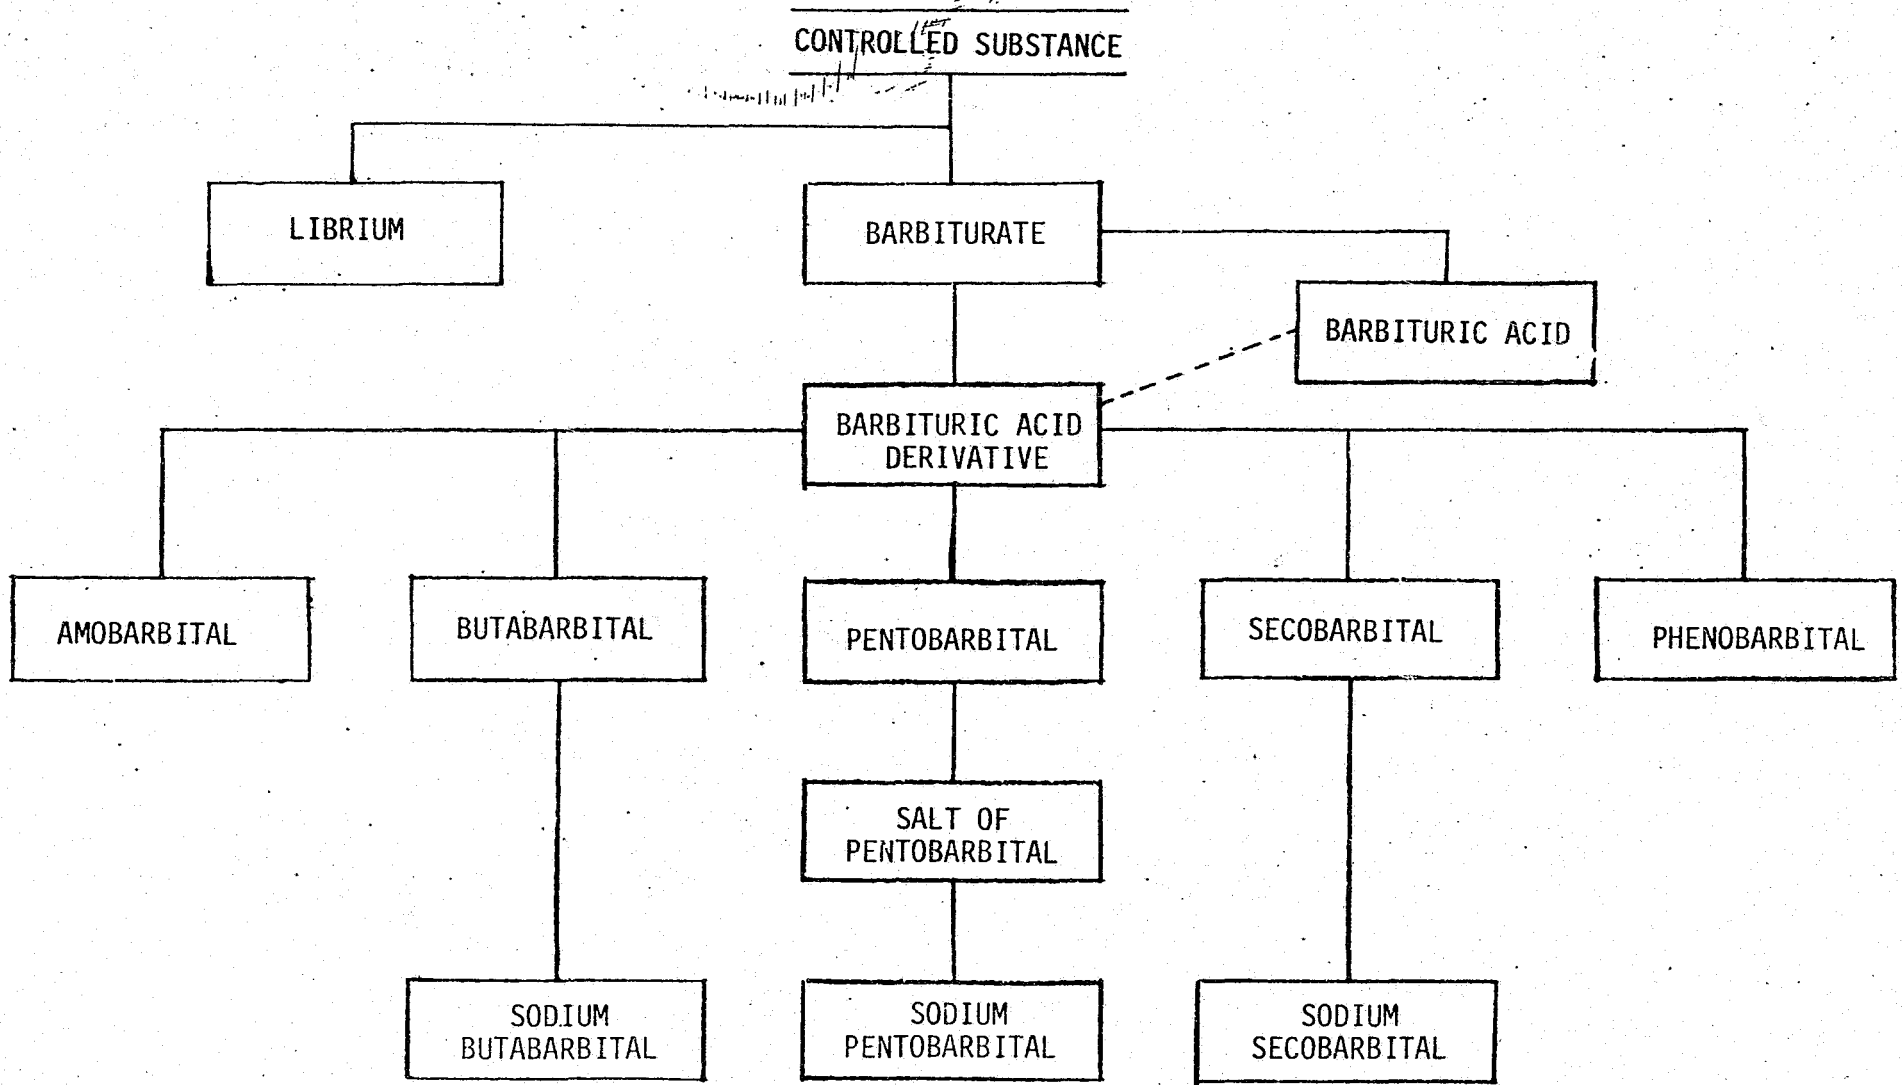 CONTROLLED SUBSTANCE
LIBRIUM
BARBITURATE
BARBITURIC ACID
BARBITURIC ACID
DERIVATIVE
AMOBARBITAL
BUTABARBITAL
PENTOBARBITAL
SECOBARBITAL
PHENOBARBITAL
SALT OF
PENTOBARBITAL
SODIUM
BUTABARBITAL
SODIUM
PENTOBARBITAL
SODIUM
SECOBARBITAL